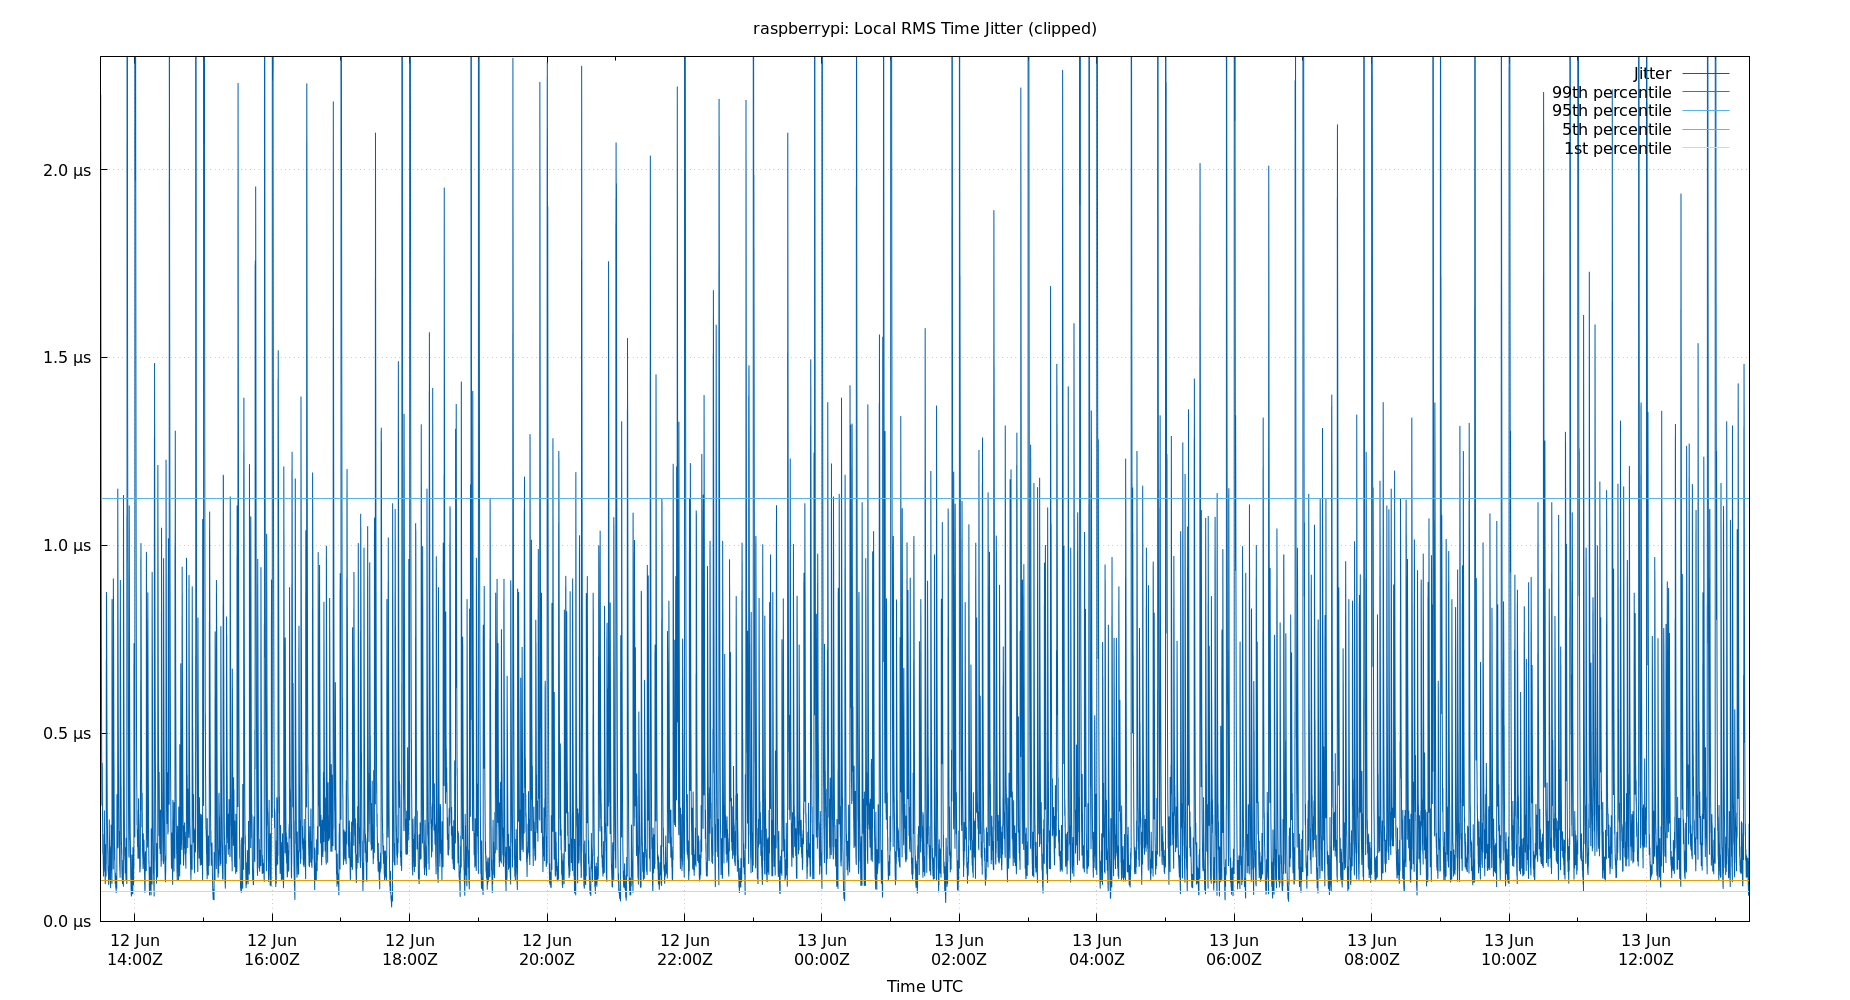 raspberrypi: Local RMS Time Jitter (clipped)
Jitter
99th percentile
95th percentile
5th percentile
1st percentile
2.0 µs
1.5 µs
1.0 µs
0.5 µs
0.0 µs
12 Jun 12 Jun 12 Jun 12 Jun 12 Jun 13 Jun 13 Jun 13 Jun 13 Jun 13 Jun 13 Jun 13 Jun
14:00Z 16:00Z 18:00Z 20:00Z 22:00Z 00:00Z 02:00Z 04:00Z 06:00Z 08:00Z 10:00Z 12:00Z
Time UTC